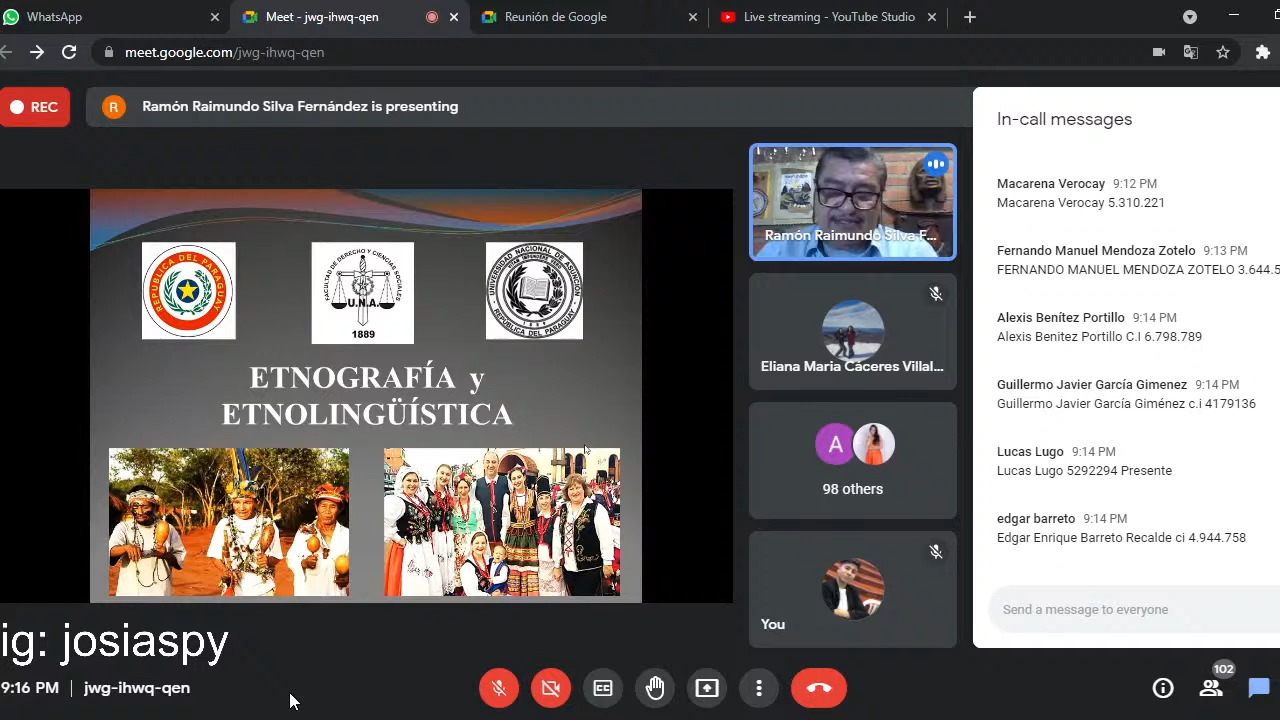 WhatsApp
Meet - jwg-ihwq-qen
Reunión de Google
Live streaming - YouTube Studio
meet.google.com/jwg-ihwq-qen
REC
R
Ramón Raimundo Silva Fernández is presenting
REPUBLICA DEL PARAGUAY
FACULTAD DE DERECHO Y CIENCIAS SOCIALES
U.N.A.
1889
UNIVERSIDAD NACIONAL DE ASUNCION
REPUBLICA DEL PARAGUAY
ETNOGRAFÍA y
ETNOLINGÜÍSTICA
Ramón Raimundo Silva F...
Eliana Maria Cáceres Villal...
A
98 others
You
In-call messages
Macarena Verocay 9:12 PM
Macarena Verocay 5.310.221
Fernando Manuel Mendoza Zotelo 9:13 PM
FERNANDO MANUEL MENDOZA ZOTELO 3.644.5
Alexis Benítez Portillo 9:14 PM
Alexis Benitez Portillo C.I 6.798.789
Guillermo Javier García Gimenez 9:14 PM
Guillermo Javier García Giménez c.i 4179136
Lucas Lugo 9:14 PM
Lucas Lugo 5292294 Presente
edgar barreto 9:14 PM
Edgar Enrique Barreto Recalde ci 4.944.758
Send a message to everyone
ig: josiaspy
9:16 PM | jwg-ihwq-qen
CC
102